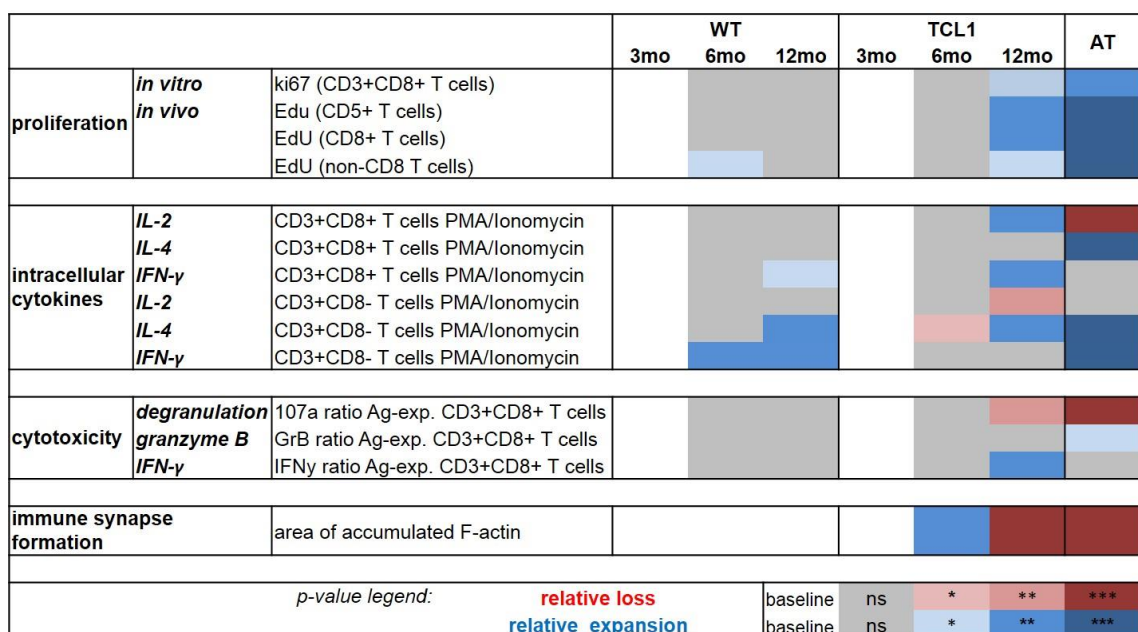 WT TCL1 AT
3mo 6mo 12mo 3mo 6mo 12mo
proliferation in vitro ki67 (CD3+CD8+ T cells)
in vivo Edu (CD5+ T cells)
EdU (CD8+ T cells)
EdU (non-CD8 T cells)
intracellular cytokines IL-2 CD3+CD8+ T cells PMA/Ionomycin
IL-4 CD3+CD8+ T cells PMA/Ionomycin
IFN-γ CD3+CD8+ T cells PMA/Ionomycin
IL-2 CD3+CD8- T cells PMA/Ionomycin
IL-4 CD3+CD8- T cells PMA/Ionomycin
IFN-γ CD3+CD8- T cells PMA/Ionomycin
cytotoxicity degranulation 107a ratio Ag-exp. CD3+CD8+ T cells
granzyme B GrB ratio Ag-exp. CD3+CD8+ T cells
IFN-γ IFNy ratio Ag-exp. CD3+CD8+ T cells
immune synapse
formation area of accumulated F-actin
p-value legend: relative loss baseline ns * ** ***
relative expansion baseline ns * ** ***